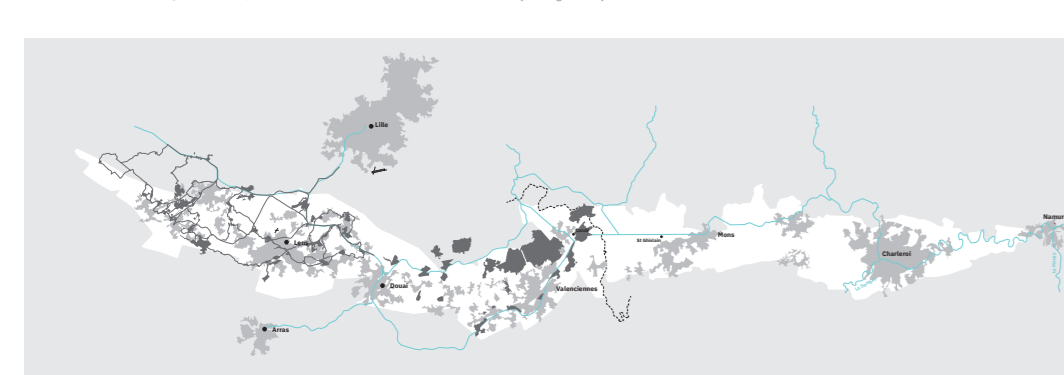 Lille
Namur
Mons
St Ghislain
Lens
Charleroi
Douai
Valenciennes
Arras